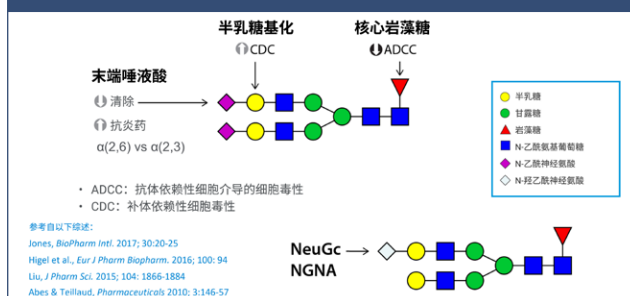 半乳糖基化
CDC
核心岩藻糖
ADCC
末端唾液酸
清除
抗炎药
α(2,6) vs α(2,3)
半乳糖
甘露糖
岩藻糖
N-乙酰氨基葡萄糖
N-乙酰神经氨酸
N-羟乙酰神经氨酸
• ADCC：抗体依赖性细胞介导的细胞毒性
• CDC：补体依赖性细胞毒性
参考自以下综述:
Jones, BioPharm Intl. 2017; 30:20-25
Higel et al., Eur J Pharm Biopharm. 2016; 100: 94
Liu, J Pharm Sci. 2015; 104: 1866-1884
Abes & Teillaud, Pharmaceuticals 2010; 3:146-57
NeuGc
NGNA